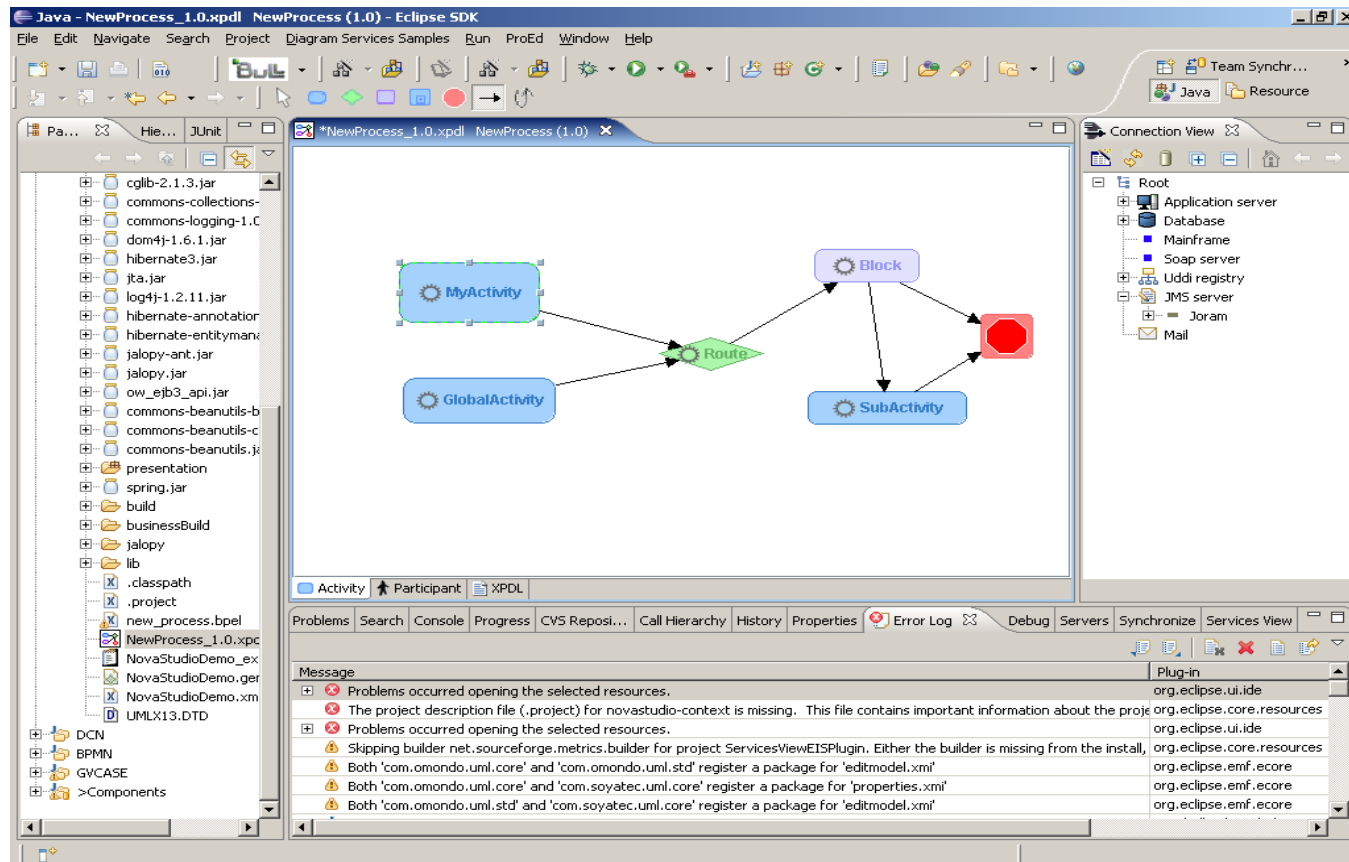 Java - NewProcess_1.0.xpdl NewProcess (1.0) - Eclipse SDK
File Edit Navigate Search Project Diagram Services Samples Run ProEd Window Help
Bull
Team Synchr...
Java Resource
Pa... Hie... JUnit
*NewProcess_1.0.xpdl NewProcess (1.0)
Connection View
cglib-2.1.3.jar
commons-collections-
commons-logging-1.0
dom4j-1.6.1.jar
hibernate3.jar
jta.jar
log4j-1.2.11.jar
hibernate-annotation
hibernate-entitymana
jalopy-ant.jar
jalopy.jar
ow_ejb3_api.jar
commons-beanutils-b
commons-beanutils-c
commons-beanutils.ja
presentation
spring.jar
build
businessBuild
jalopy
lib
.classpath
.project
new_process.bpel
NewProcess_1.0.xpd
NovaStudioDemo_ex
NovaStudioDemo.ger
NovaStudioDemo.xm
UMLX13.DTD
DCN
BPMN
GVCASE
>Components
MyActivity
GlobalActivity
Route
Block
SubActivity
Activity Participant XPDL
Root
Application server
Database
Mainframe
Soap server
Uddi registry
JMS server
Joram
Mail
Problems Search Console Progress CVS Reposi... Call Hierarchy History Properties Error Log Debug Servers Synchronize Services View
Message Plug-in
Problems occurred opening the selected resources. org.eclipse.ui.ide
The project description file (.project) for novastudio-context is missing. This file contains important information about the proje org.eclipse.core.resources
Problems occurred opening the selected resources. org.eclipse.ui.ide
Skipping builder net.sourceforge.metrics.builder for project ServicesViewEISPlugin. Either the builder is missing from the install, org.eclipse.core.resources
Both 'com.omondo.uml.core' and 'com.omondo.uml.std' register a package for 'editmodel.xmi' org.eclipse.emf.ecore
Both 'com.omondo.uml.core' and 'com.soyatec.uml.core' register a package for 'properties.xmi' org.eclipse.emf.ecore
Both 'com.omondo.uml.std' and 'com.soyatec.uml.core' register a package for 'editmodel.xmi' org.eclipse.emf.ecore